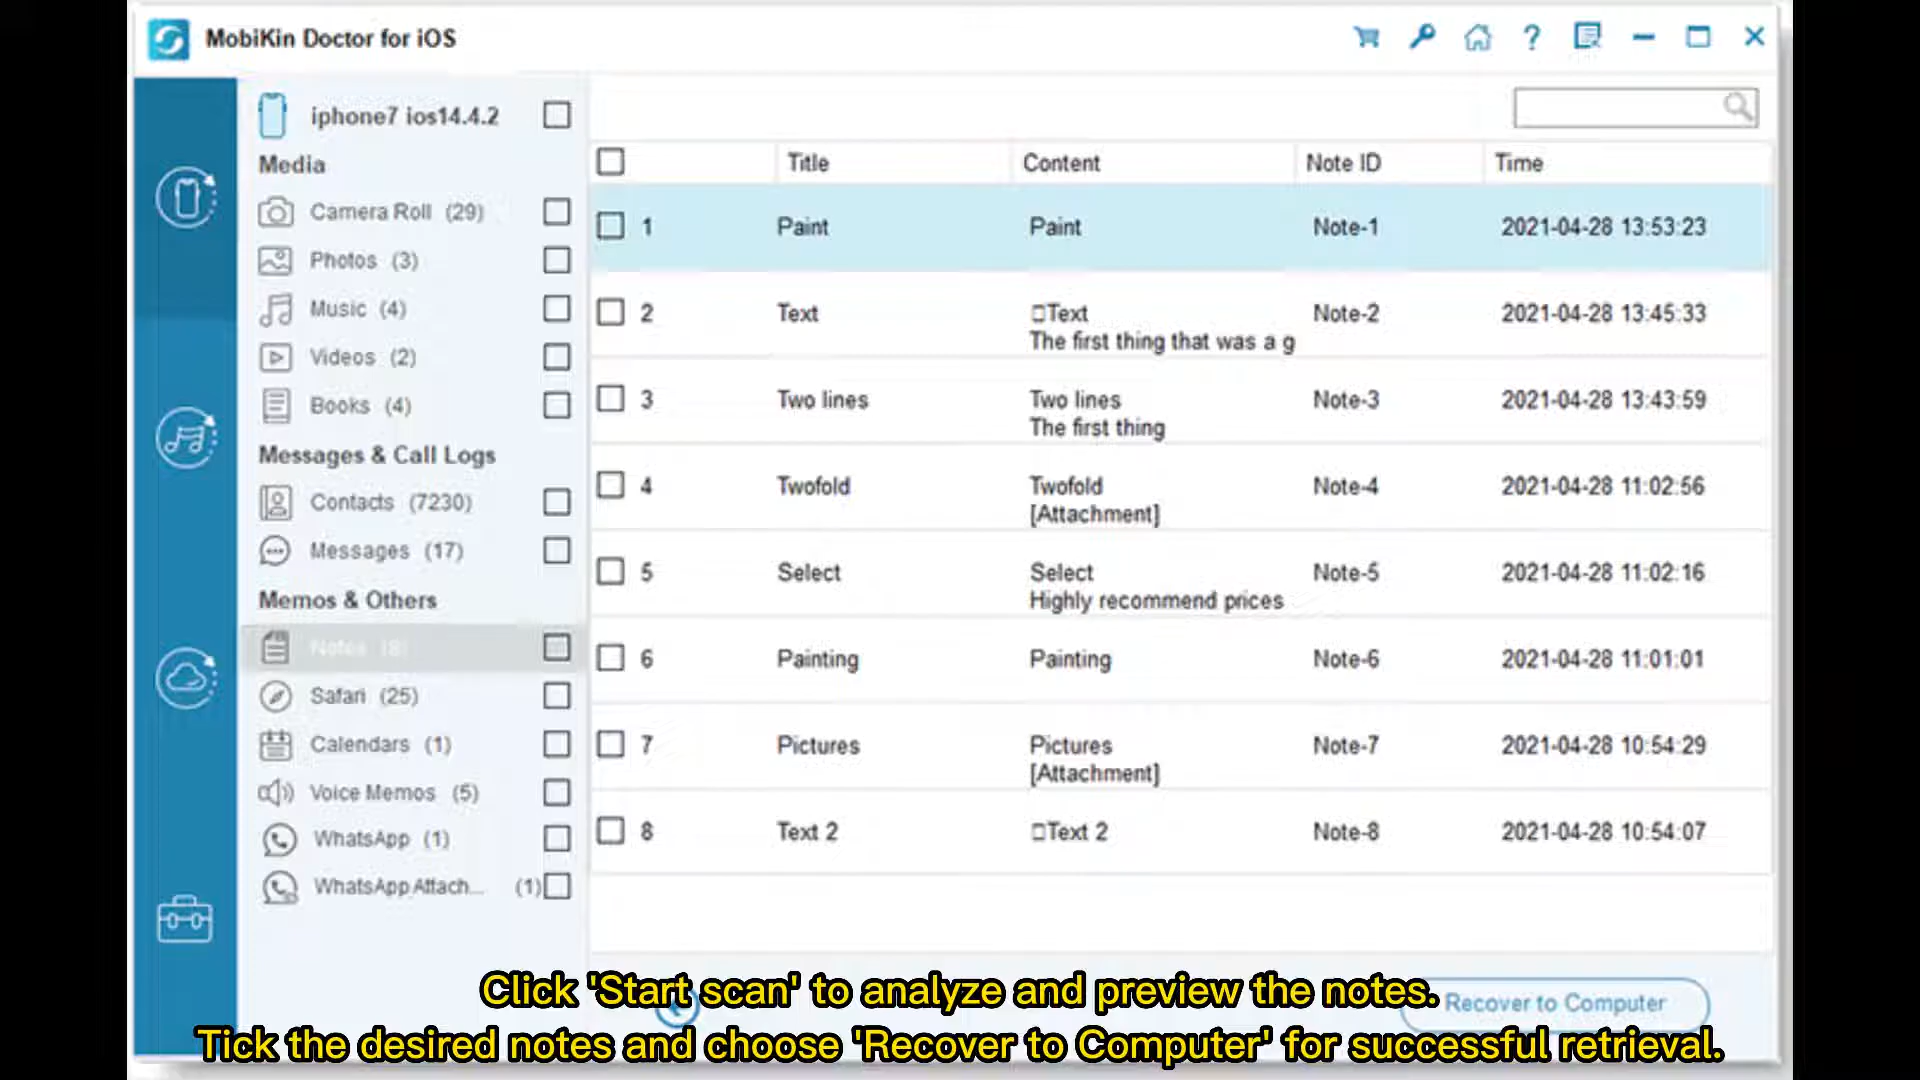 MobiKin Doctor for iOS
iphone7 ios14.4.2
Media
Camera Roll (29)
Photos (3)
Music (4)
Videos (2)
Books (4)
Messages & Call Logs
Contacts (7230)
Messages (17)
Memos & Others
Notes (8)
Safari (25)
Calendars (1)
Voice Memos (5)
WhatsApp (1)
WhatsApp Attach... (1)
Title Content Note ID Time
1 Paint Paint Note-1 2021-04-28 13:53:23
2 Text □Text Note-2 2021-04-28 13:45:33
The first thing that was a g
3 Two lines Two lines Note-3 2021-04-28 13:43:59
The first thing
4 Twofold Twofold Note-4 2021-04-28 11:02:56
[Attachment]
5 Select Select Note-5 2021-04-28 11:02:16
Highly recommend prices
6 Painting Painting Note-6 2021-04-28 11:01:01
7 Pictures Pictures Note-7 2021-04-28 10:54:29
[Attachment]
8 Text 2 □Text 2 Note-8 2021-04-28 10:54:07
Recover to Computer
Click 'Start scan' to analyze and preview the notes.
Tick the desired notes and choose 'Recover to Computer' for successful retrieval.